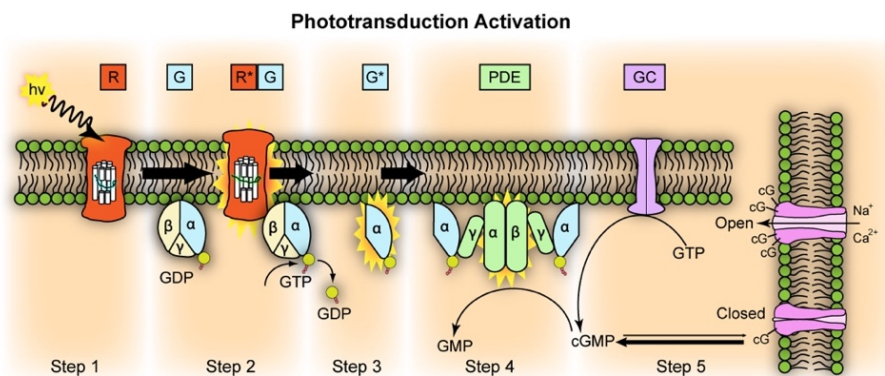 Phototransduction Activation
R
G
R*
G
G*
PDE
GC
hν
β
α
γ
GDP
β
α
γ
GTP
GDP
α
α
γ
α
β
γ
α
GMP
cGMP
GTP
cG
cG
cG
cG
Na⁺
Open
Ca²⁺
Closed
cG
Step 1
Step 2
Step 3
Step 4
Step 5